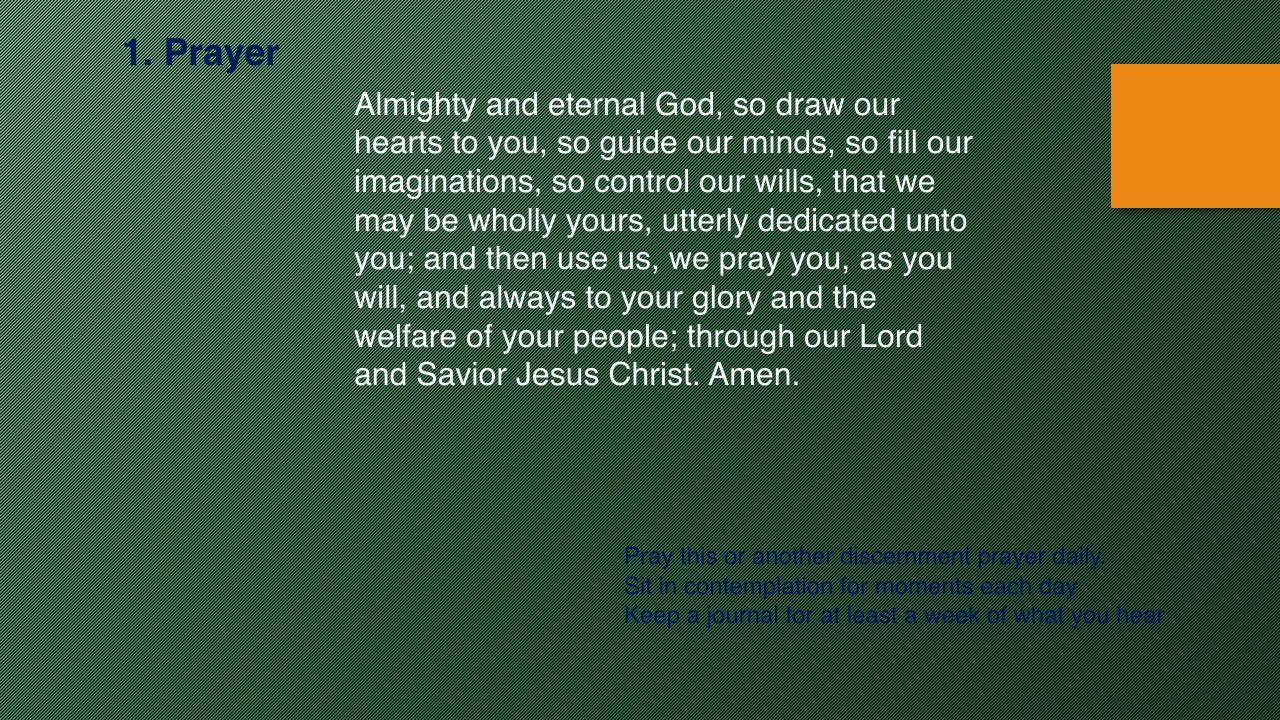 1. Prayer
Almighty and eternal God, so draw our
hearts to you, so guide our minds, so fill our
imaginations, so control our wills, that we
may be wholly yours, utterly dedicated unto
you; and then use us, we pray you, as you
will, and always to your glory and the
welfare of your people; through our Lord
and Savior Jesus Christ. Amen.
Pray this or another discernment prayer daily.
Sit in contemplation for moments each day
Keep a journal for at least a week of what you hear